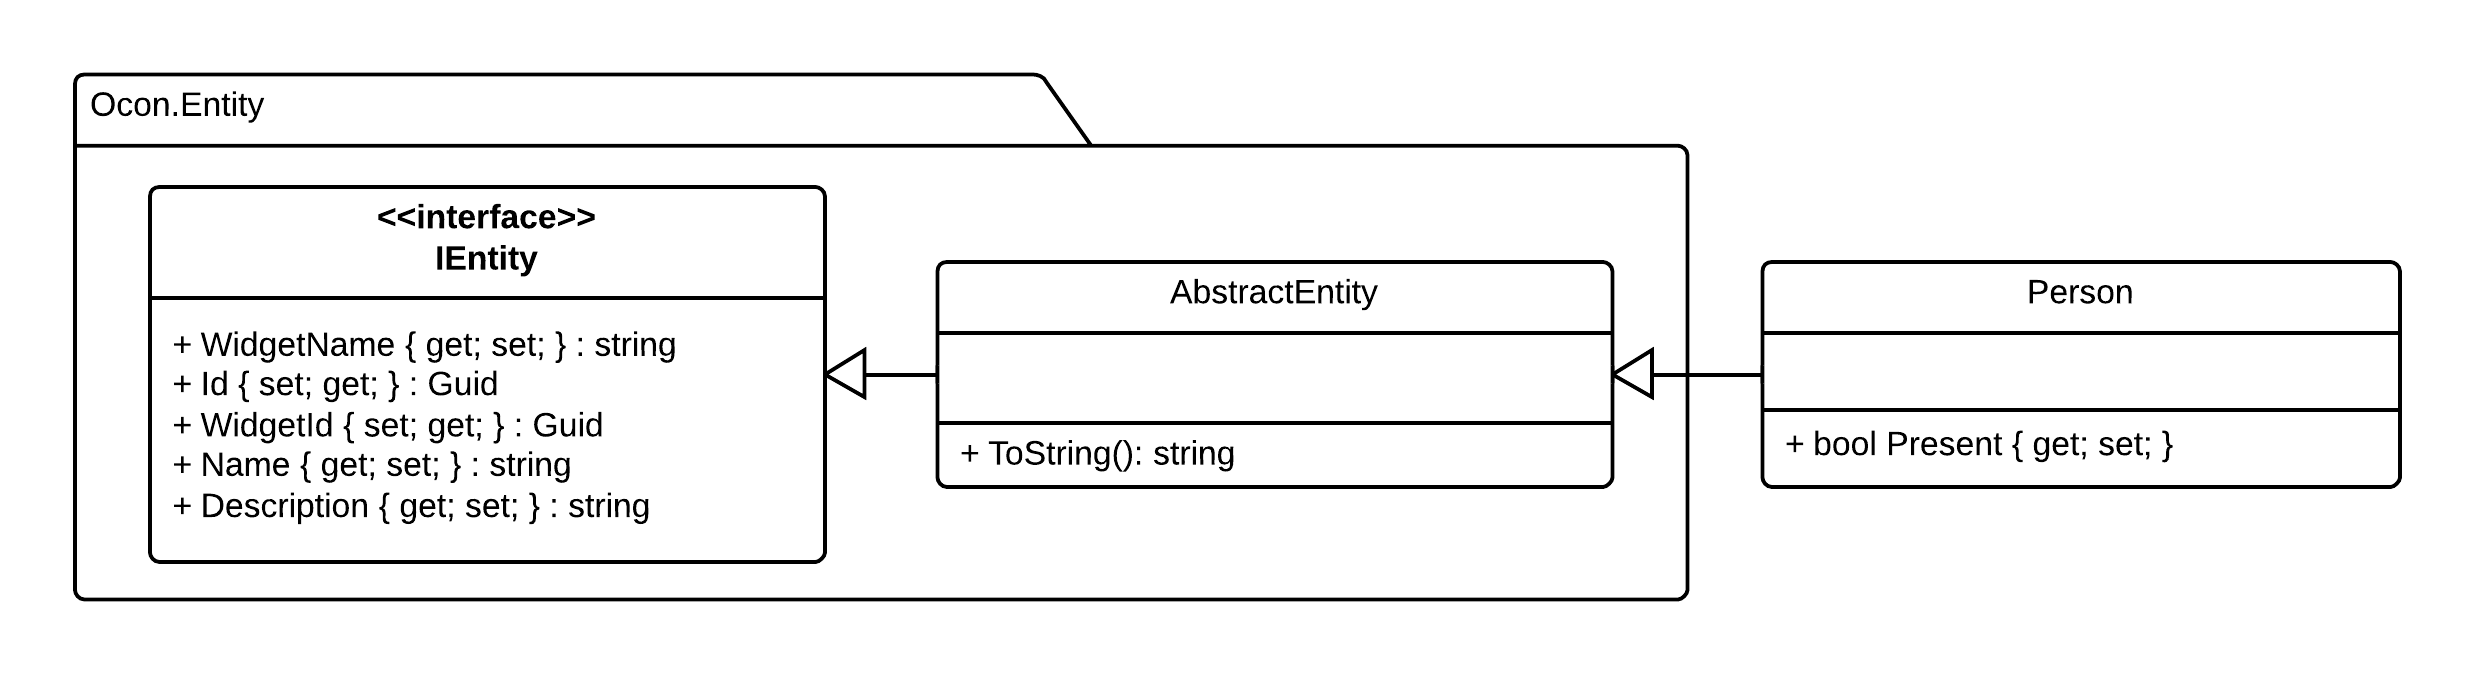 Ocon.Entity
<<interface>>
IEntity
+ WidgetName { get; set; } : string
+ Id { set; get; } : Guid
+ WidgetId { set; get; } : Guid
+ Name { get; set; } : string
+ Description { get; set; } : string
AbstractEntity
+ ToString(): string
Person
+ bool Present { get; set; }